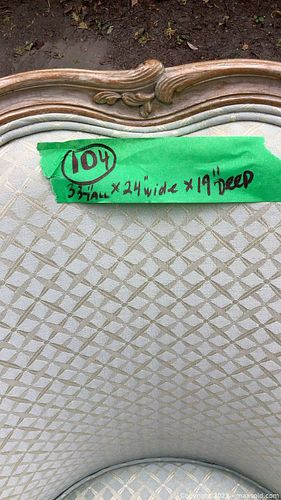 104
33"TALL x 24" wide x 19" DEEP
Copyright 2023 - maxsold.com